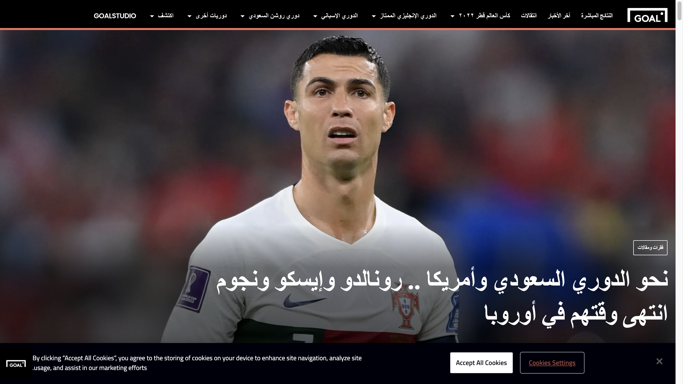 GOAL
النتائج المباشرة
آخر الأخبار
انتقالات
كأس العالم قطر ٢٠٢٢
الدوري الإنجليزي الممتاز
الدوري الإسباني
دوري روشن السعودي
دوريات أخرى
اكتشف
GOALSTUDIO
فقرات ومقالات
نحو الدوري السعودي وأمريكا .. رونالدو وإيسكو ونجوم
انتهى وقتهم في أوروبا
GOAL
By clicking “Accept All Cookies”, you agree to the storing of cookies on your device to enhance site navigation, analyze site
usage, and assist in our marketing efforts.
Accept All Cookies
Cookies Settings